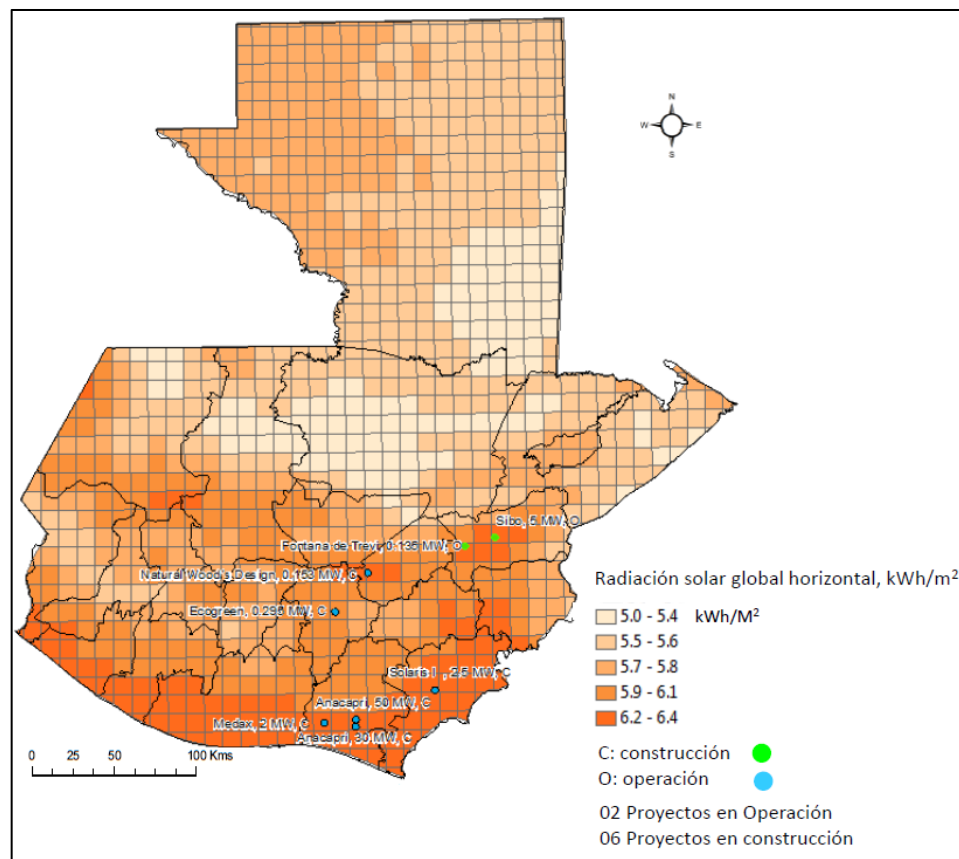 N
W E
S
Sibo, 5 MW, O
Fontana de Trevi, 0.136 MW, O
Natural Wood's Design, 0.153 MW, C
Ecogreen, 0.296 MW, C
Solaris I , 2.5 MW, C
Anacapri, 50 MW, C
Medax, 2 MW, C
Anacapri, 30 MW, C
Radiación solar global horizontal, kWh/m²
5.0 - 5.4 kWh/M²
5.5 - 5.6
5.7 - 5.8
5.9 - 6.1
6.2 - 6.4
0 25 50 100 Kms
C: construcción
O: operación
02 Proyectos en Operación
06 Proyectos en construcción